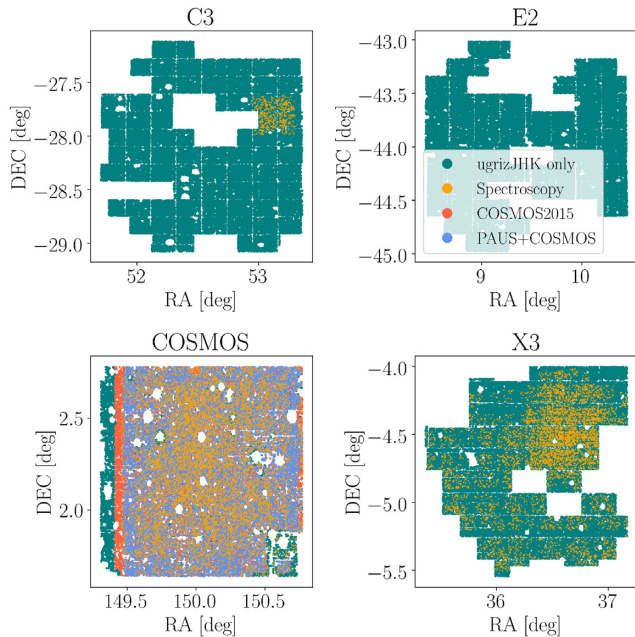 C3
−27.5
−28.0
−28.5
−29.0
DEC [deg]
52
53
RA [deg]
E2
−43.0
−43.5
−44.0
−44.5
−45.0
DEC [deg]
ugrizJHK only
Spectroscopy
COSMOS2015
PAUS+COSMOS
9
10
RA [deg]
COSMOS
2.5
2.0
DEC [deg]
149.5
150.0
150.5
RA [deg]
X3
−4.0
−4.5
−5.0
−5.5
DEC [deg]
36
37
RA [deg]